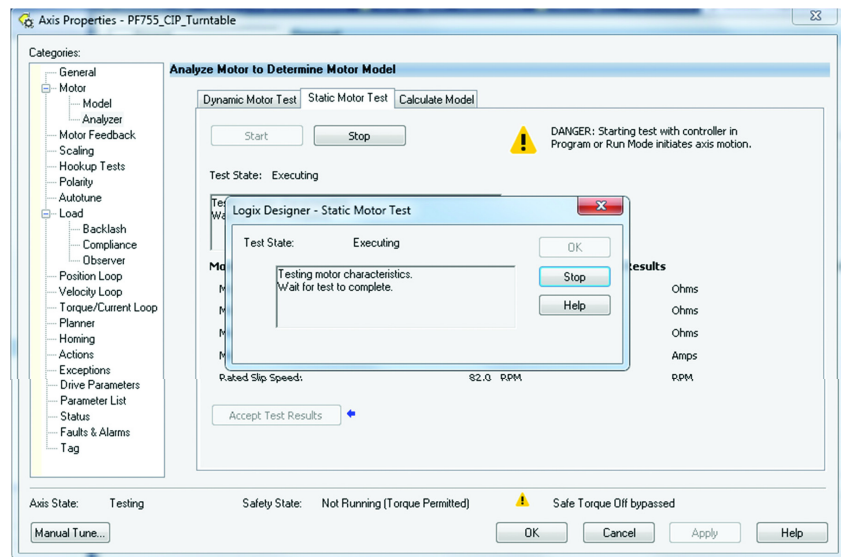 Axis Properties - PF755_CIP_Turntable
Categories:
General
Motor
Model
Analyzer
Motor Feedback
Scaling
Hookup Tests
Polarity
Autotune
Load
Backlash
Compliance
Observer
Position Loop
Velocity Loop
Torque/Current Loop
Planner
Homing
Actions
Exceptions
Drive Parameters
Parameter List
Status
Faults & Alarms
Tag
Analyze Motor to Determine Motor Model
Dynamic Motor Test Static Motor Test Calculate Model
Start Stop
DANGER: Starting test with controller in
Program or Run Mode initiates axis motion.
Test State: Executing
Logix Designer - Static Motor Test
Test State: Executing
OK
Testing motor characteristics.
Wait for test to complete.
Stop
Help
Results
Ohms
Ohms
Ohms
Amps
Rated Slip Speed: 82.0 RPM RPM
Accept Test Results
Axis State: Testing Safety State: Not Running (Torque Permitted) Safe Torque Off bypassed
Manual Tune... OK Cancel Apply Help